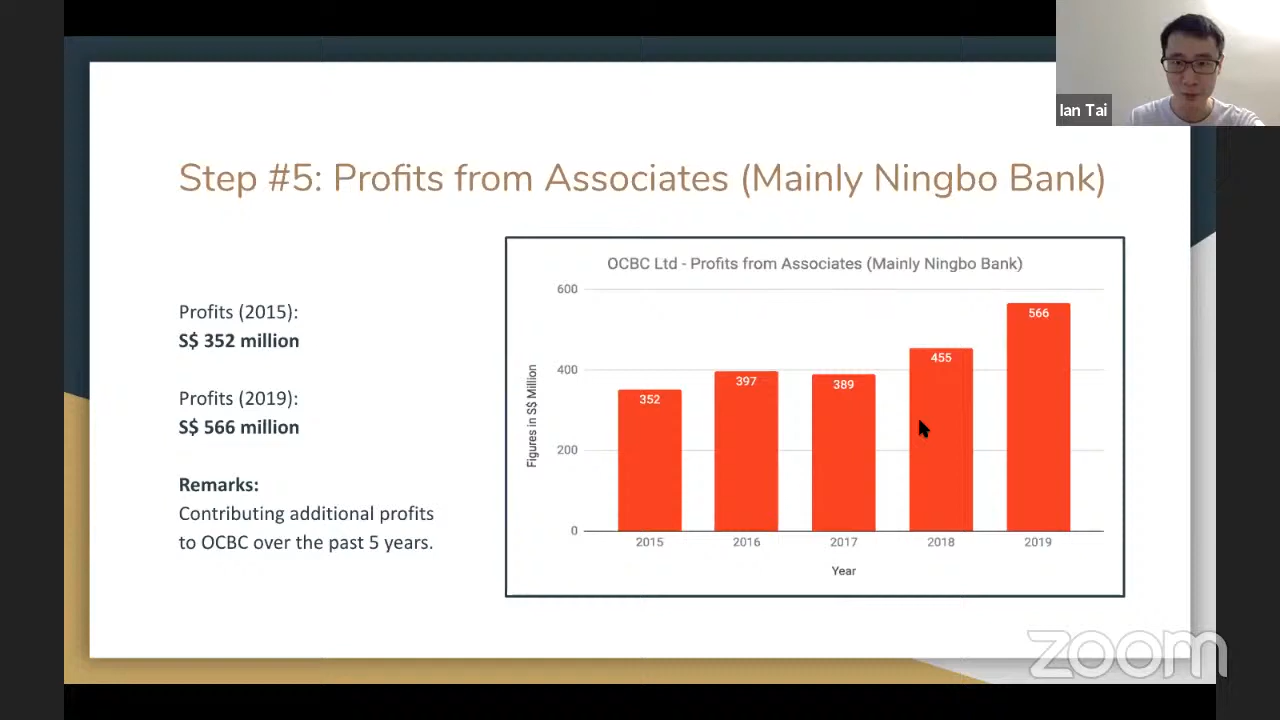 Ian Tai
Step #5: Profits from Associates (Mainly Ningbo Bank)
Profits (2015):
S$ 352 million
Profits (2019):
S$ 566 million
Remarks:
Contributing additional profits
to OCBC over the past 5 years.
OCBC Ltd - Profits from Associates (Mainly Ningbo Bank)
Figures in S$ Million
600
400
200
0
352
397
389
455
566
2015
2016
2017
2018
2019
Year
zoom